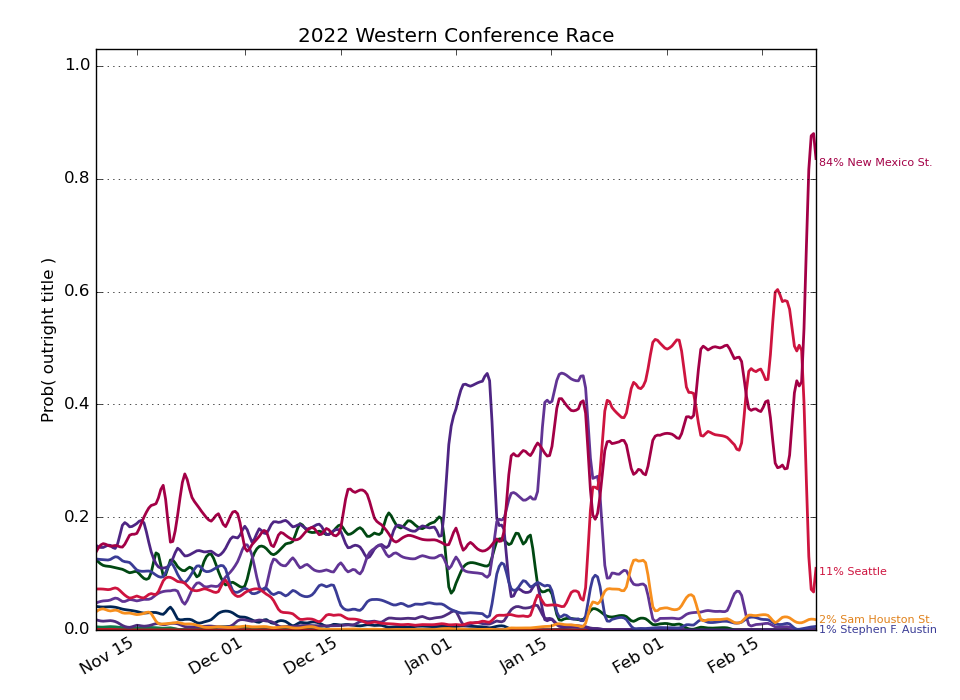 2022 Western Conference Race
Prob( outright title )
1.0
0.8
0.6
0.4
0.2
0.0
84% New Mexico St.
11% Seattle
2% Sam Houston St.
1% Stephen F. Austin
Nov 15
Dec 01
Dec 15
Jan 01
Jan 15
Feb 01
Feb 15